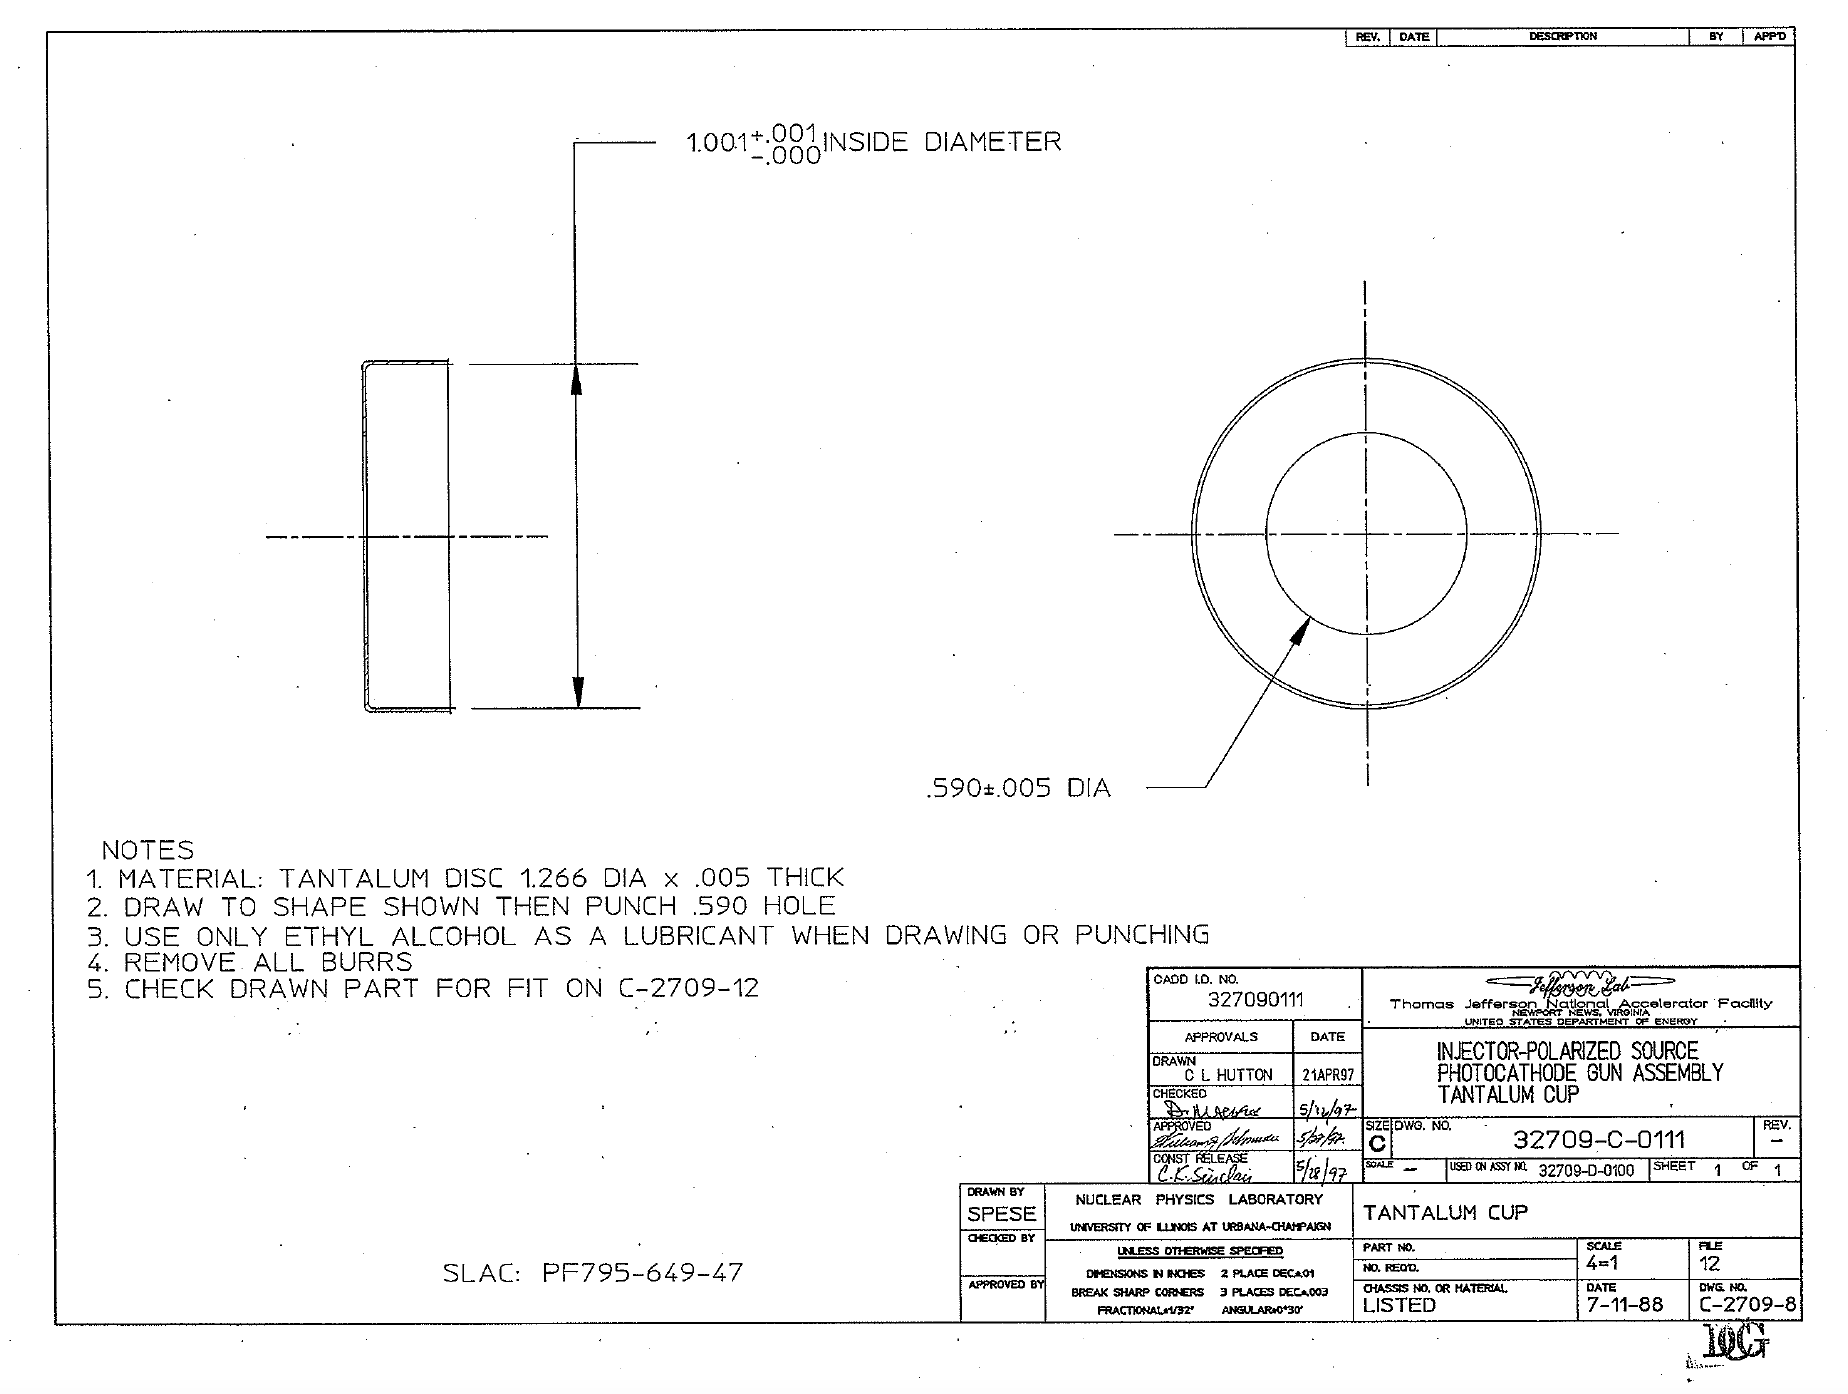 REV. DATE DESCRIPTION BY APP'D
1.001 +.001 -.000 INSIDE DIAMETER
.590±.005 DIA
NOTES
1. MATERIAL: TANTALUM DISC 1.266 DIA x .005 THICK
2. DRAW TO SHAPE SHOWN THEN PUNCH .590 HOLE
3. USE ONLY ETHYL ALCOHOL AS A LUBRICANT WHEN DRAWING OR PUNCHING
4. REMOVE ALL BURRS
5. CHECK DRAWN PART FOR FIT ON C-2709-12
SLAC: PF795-649-47
CADD I.D. NO.
327090111
APPROVALS DATE
DRAWN
C L HUTTON 21APR97
CHECKED
5/12/97
APPROVED
5/27/97
CONST RELEASE
C.K. Sinclair 5/28/97
Jefferson Lab
Thomas Jefferson National Accelerator Facility
NEWPORT NEWS, VIRGINIA
UNITED STATES DEPARTMENT OF ENERGY
INJECTOR-POLARIZED SOURCE
PHOTOCATHODE GUN ASSEMBLY
TANTALUM CUP
SIZE DWG. NO. REV.
C 32709-C-0111 -
SCALE - USED ON ASSY NO. 32709-D-0100 SHEET 1 OF 1
DRAWN BY
SPESE
CHECKED BY
APPROVED BY
NUCLEAR PHYSICS LABORATORY
UNIVERSITY OF ILLINOIS AT URBANA-CHAMPAIGN
UNLESS OTHERWISE SPECIFIED
DIMENSIONS IN INCHES 2 PLACE DEC.±.01
BREAK SHARP CORNERS 3 PLACES DEC.±.003
FRACTIONAL±1/32" ANGULAR±0°30'
TANTALUM CUP
PART NO.
NO. REQ'D.
SCALE
4=1
FILE
12
CHASSIS NO. OR MATERIAL
LISTED
DATE
7-11-88
DWG. NO.
C-2709-8
DCG